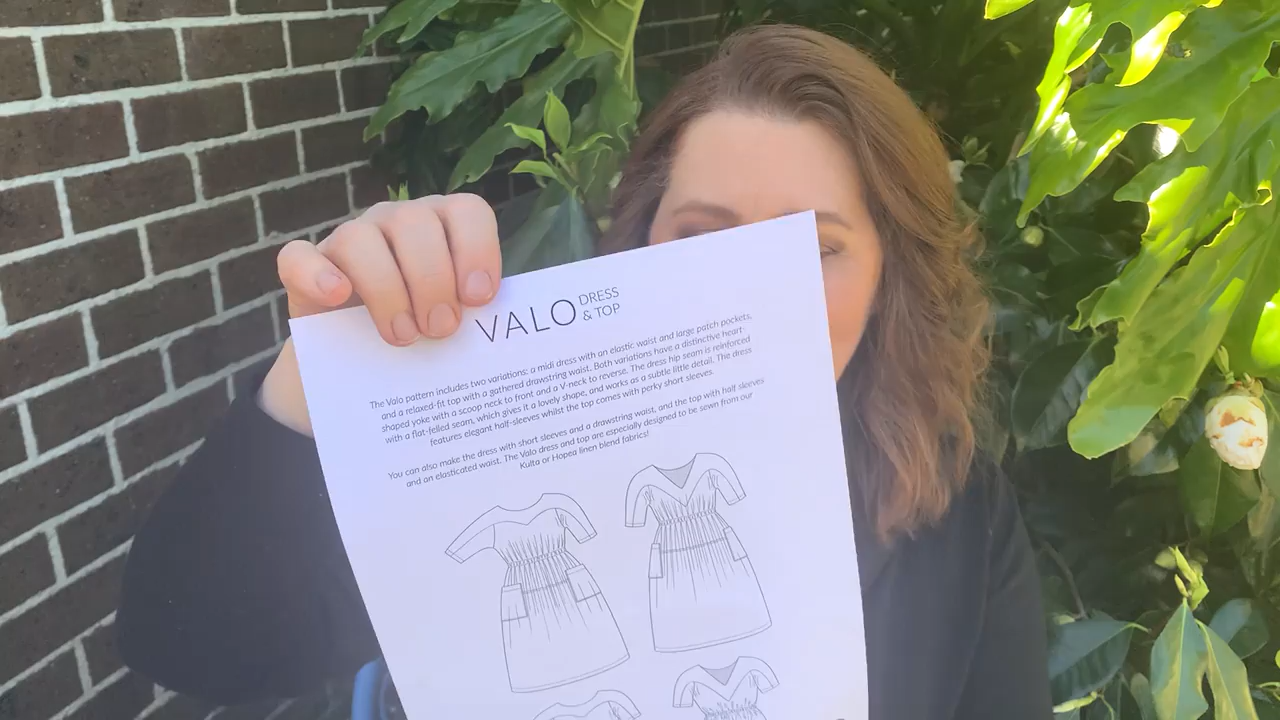 VALO DRESS
& TOP
The Valo pattern includes two variations: a midi dress with an elastic waist and large patch pockets,
and a relaxed-fit top with a gathered drawstring waist. Both variations have a distinctive heart-
shaped yoke with a scoop neck to front and a V-neck to reverse. The dress hip seam is reinforced
with a flat-felled seam, which gives it a lovely shape, and works as a subtle little detail. The dress
features elegant half-sleeves whilst the top comes with perky short sleeves.
You can also make the dress with short sleeves and a drawstring waist, and the top with half sleeves
and an elasticated waist. The Valo dress and top are especially designed to be sewn from our
Kulta or Hopea linen blend fabrics!